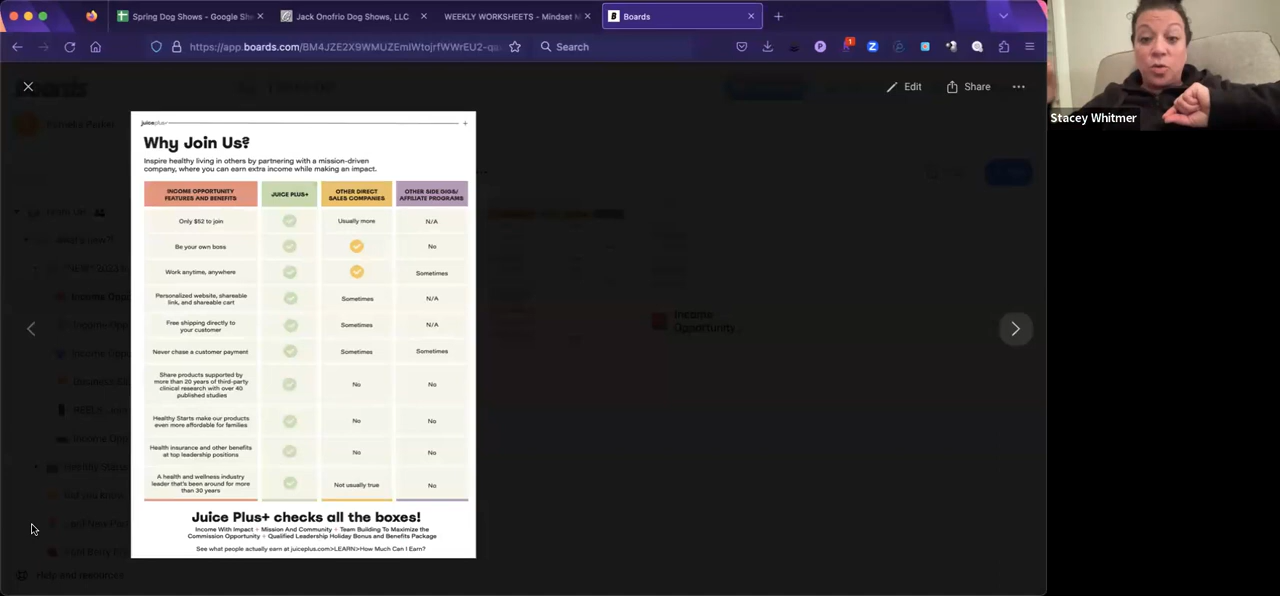 Spring Dog Shows - Google She
Jack Onofrio Dog Shows, LLC
WEEKLY WORKSHEETS - Mindset M
Boards
https://app.boards.com/BM4JZE2X9WMUZEmIWtojrfWWrEU2-qu
Search
Edit
Share
Stacey Whitmer
juiceplus+
Why Join Us?
Inspire healthy living in others by partnering with a mission-driven
company, where you can earn extra income while making an impact.
INCOME OPPORTUNITY
FEATURES AND BENEFITS
JUICE PLUS+
OTHER DIRECT
SALES COMPANIES
OTHER SIDE GIGS/
AFFILIATE PROGRAMS
Only $52 to join
Usually more
N/A
Be your own boss
No
Work anytime, anywhere
Sometimes
Personalized website, shareable
link, and shareable cart
Sometimes
N/A
Free shipping directly to
your customer
Sometimes
N/A
Never chase a customer payment
Sometimes
Sometimes
Share products supported by
more than 20 years of third-party
clinical research with over 40
published studies
No
No
Healthy Starts make our products
even more affordable for families
No
No
Health insurance and other benefits
at top leadership positions
No
No
A health and wellness industry
leader that's been around for more
than 30 years
Not usually true
No
Juice Plus+ checks all the boxes!
Income With Impact + Mission And Community + Team Building To Maximize the
Commission Opportunity + Qualified Leadership Holiday Bonus and Benefits Package
See what people actually earn at juiceplus.com>LEARN>How Much Can I Earn?
Income
Opportunity...
Help and resources